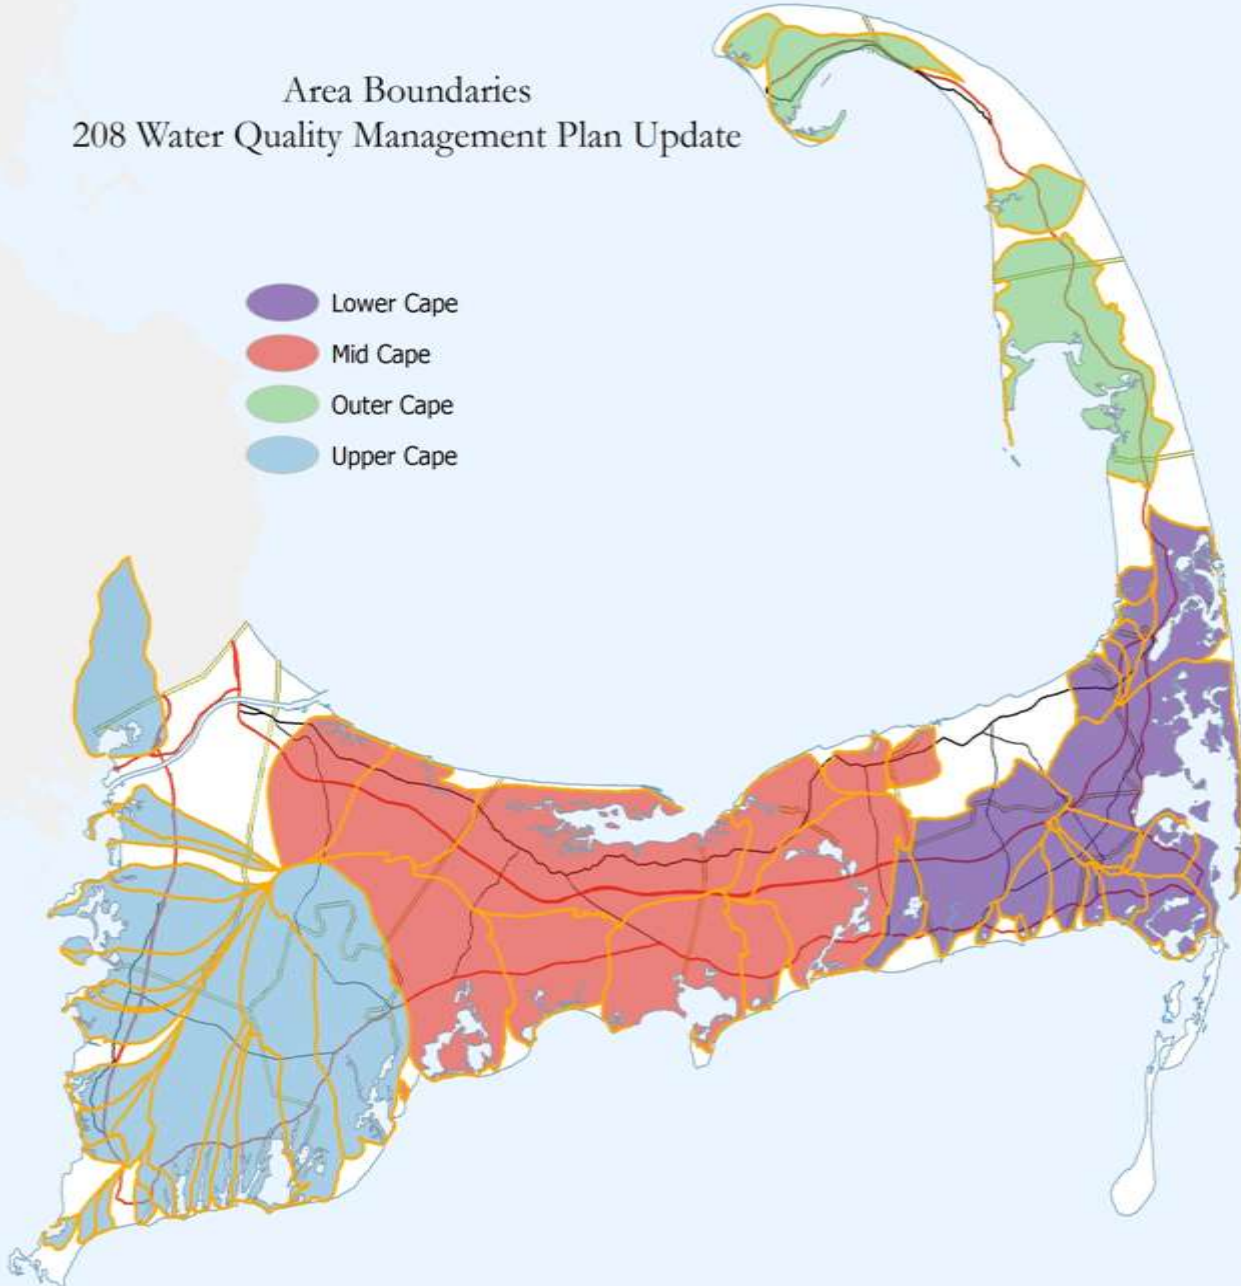 Area Boundaries
208 Water Quality Management Plan Update
Lower Cape
Mid Cape
Outer Cape
Upper Cape